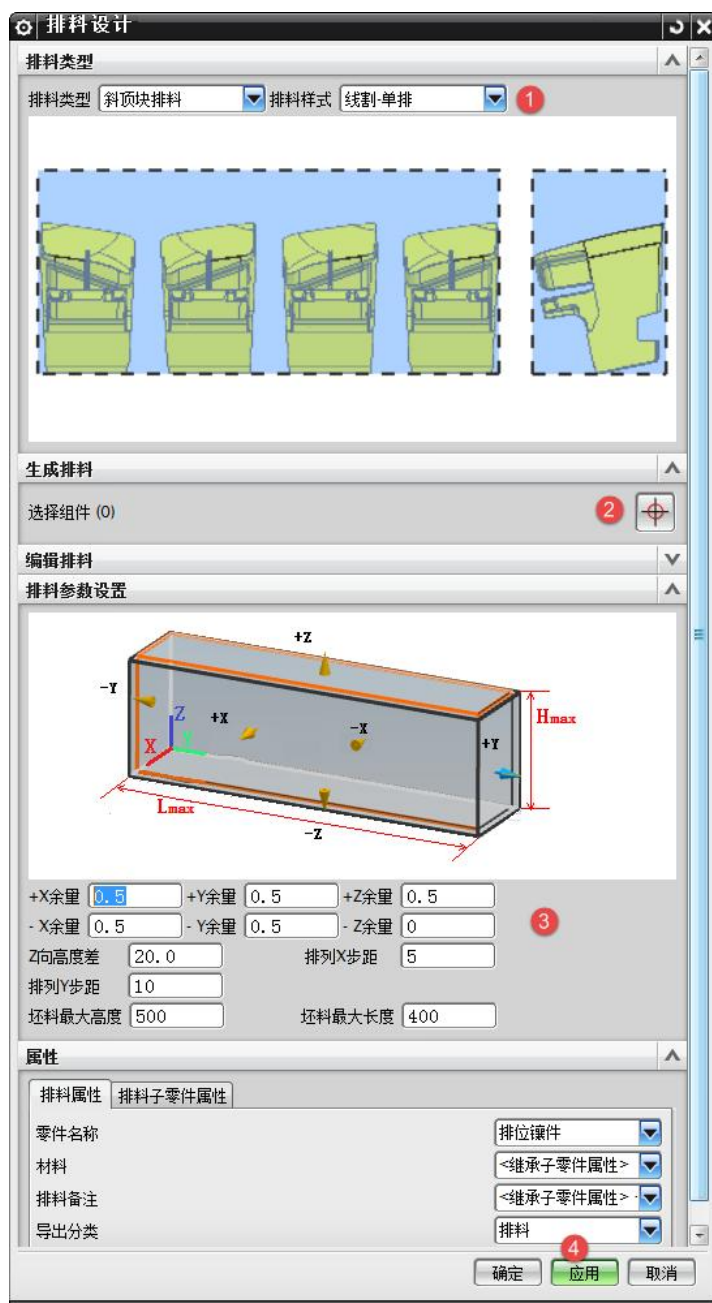 排料设计
排料类型
排料类型 斜顶块排料 排料样式 线割-单排 1
生成排料
选择组件 (0) 2
编辑排料
排料参数设置
+Z
-Y
Z +X -X Hmax
X Y +Y
Lmax
-Z
+X余量 0.5 +Y余量 0.5 +Z余量 0.5
- X余量 0.5 - Y余量 0.5 - Z余量 0 3
Z向高度差 20.0 排列X步距 5
排列Y步距 10
坯料最大高度 500 坯料最大长度 400
属性
排料属性 排料子零件属性
零件名称 排位镶件
材料 <继承子零件属性>
排料备注 <继承子零件属性> -
导出分类 排料
4
确定 应用 取消